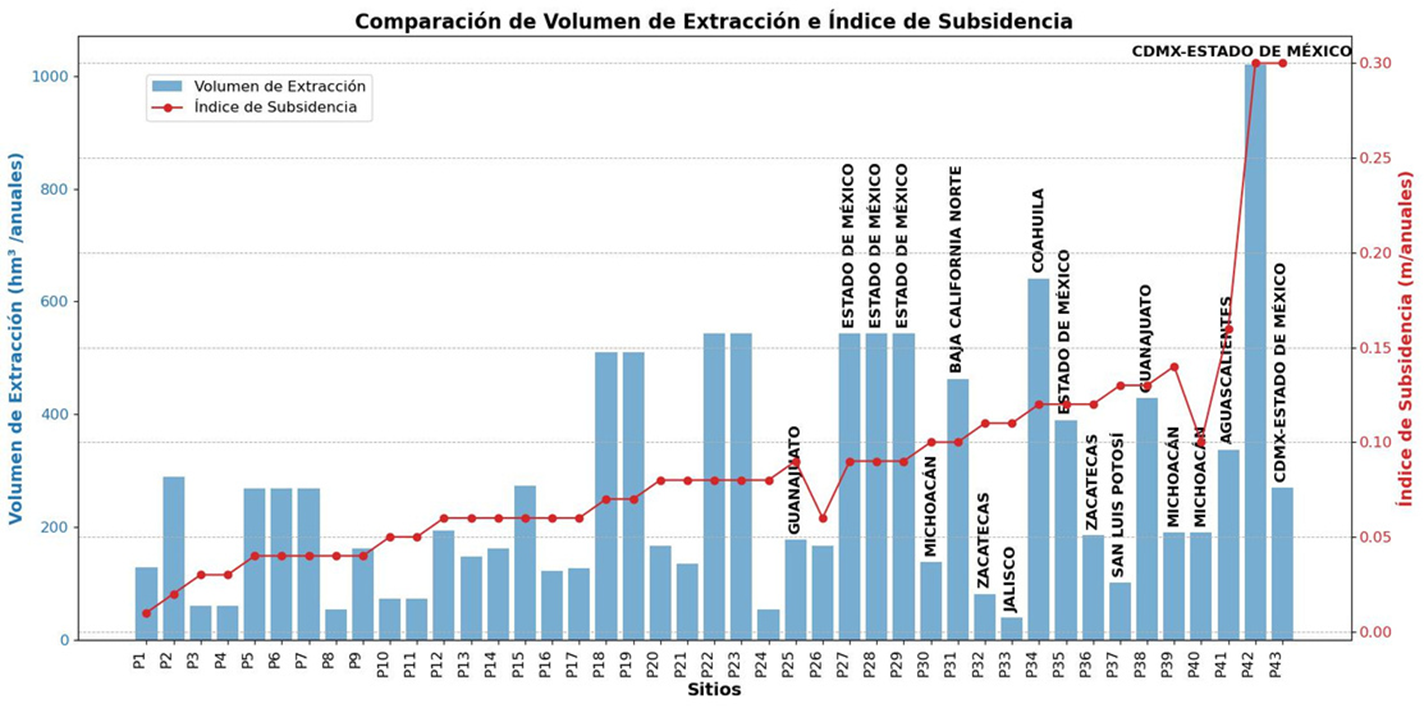 Comparación de Volumen de Extracción e Índice de Subsidencia
Volumen de Extracción
Índice de Subsidencia
Volumen de Extracción (hm³ /anuales)
1000
800
600
400
200
0
GUANAJUATO
ESTADO DE MÉXICO
ESTADO DE MÉXICO
ESTADO DE MÉXICO
MICHOACÁN
BAJA CALIFORNIA NORTE
ZACATECAS
JALISCO
COAHUILA
ESTADO DE MÉXICO
ZACATECAS
SAN LUIS POTOSÍ
GUANAJUATO
MICHOACÁN
MICHOACÁN
AGUASCALIENTES
CDMX-ESTADO DE MÉXICO
CDMX-ESTADO DE MÉXICO
0.30
0.25
0.20
0.15
0.10
0.05
0.00
Índice de Subsidencia (m/anuales)
P1
P2
P3
P4
P5
P6
P7
P8
P9
P10
P11
P12
P13
P14
P15
P16
P17
P18
P19
P20
P21
P22
P23
P24
P25
P26
P27
P28
P29
P30
P31
P32
P33
P34
P35
P36
P37
P38
P39
P40
P41
P42
P43
Sitios